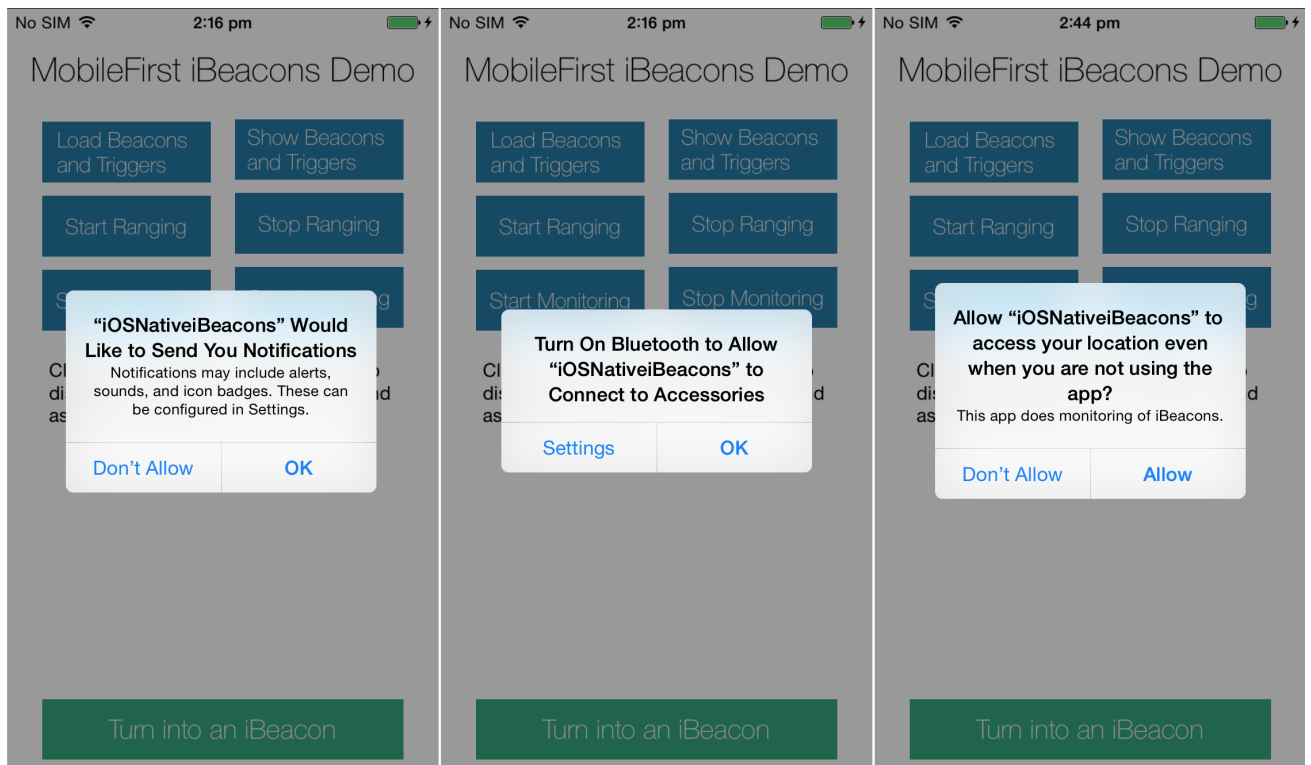 No SIM 2:16 pm
MobileFirst iBeacons Demo
Load Beacons
and Triggers
Show Beacons
and Triggers
Start Ranging
Stop Ranging
“iOSNativeiBeacons” Would
Like to Send You Notifications
Notifications may include alerts,
sounds, and icon badges. These can
be configured in Settings.
Don’t Allow
OK
Turn into an iBeacon
No SIM 2:16 pm
MobileFirst iBeacons Demo
Load Beacons
and Triggers
Show Beacons
and Triggers
Start Ranging
Stop Ranging
Start Monitoring
Stop Monitoring
Turn On Bluetooth to Allow
“iOSNativeiBeacons” to
Connect to Accessories
Settings
OK
Turn into an iBeacon
No SIM 2:44 pm
MobileFirst iBeacons Demo
Load Beacons
and Triggers
Show Beacons
and Triggers
Start Ranging
Stop Ranging
Allow “iOSNativeiBeacons” to
access your location even
when you are not using the
app?
This app does monitoring of iBeacons.
Don’t Allow
Allow
Turn into an iBeacon